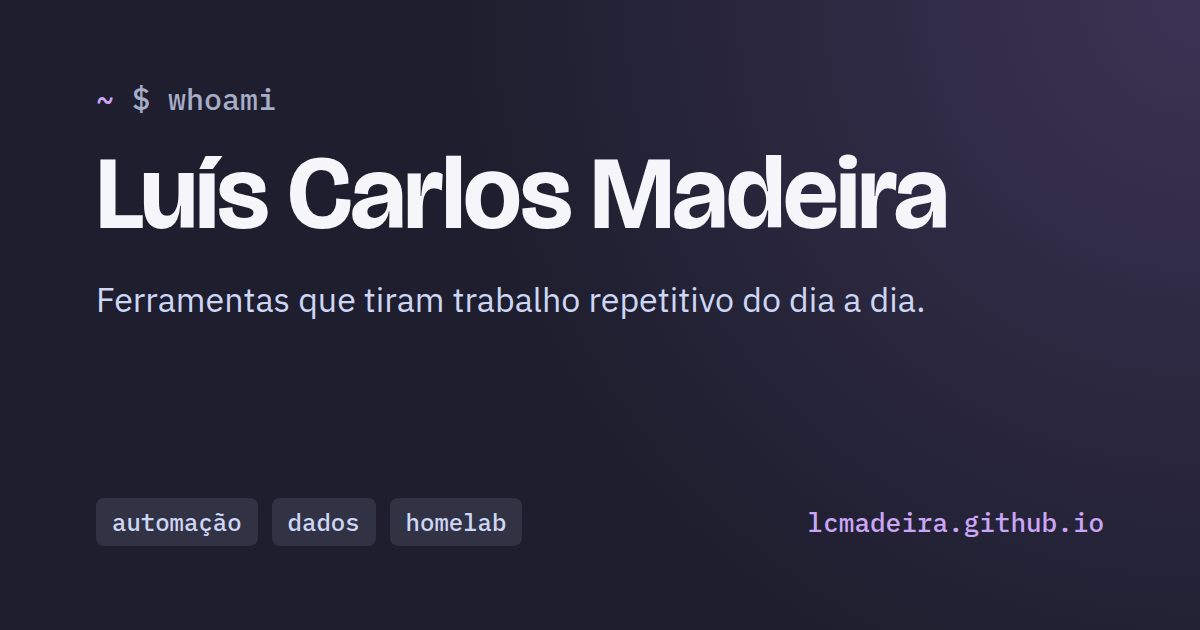 ~ $ whoami
Luís Carlos Madeira
Ferramentas que tiram trabalho repetitivo do dia a dia.
automação dados homelab lcmadeira.github.io